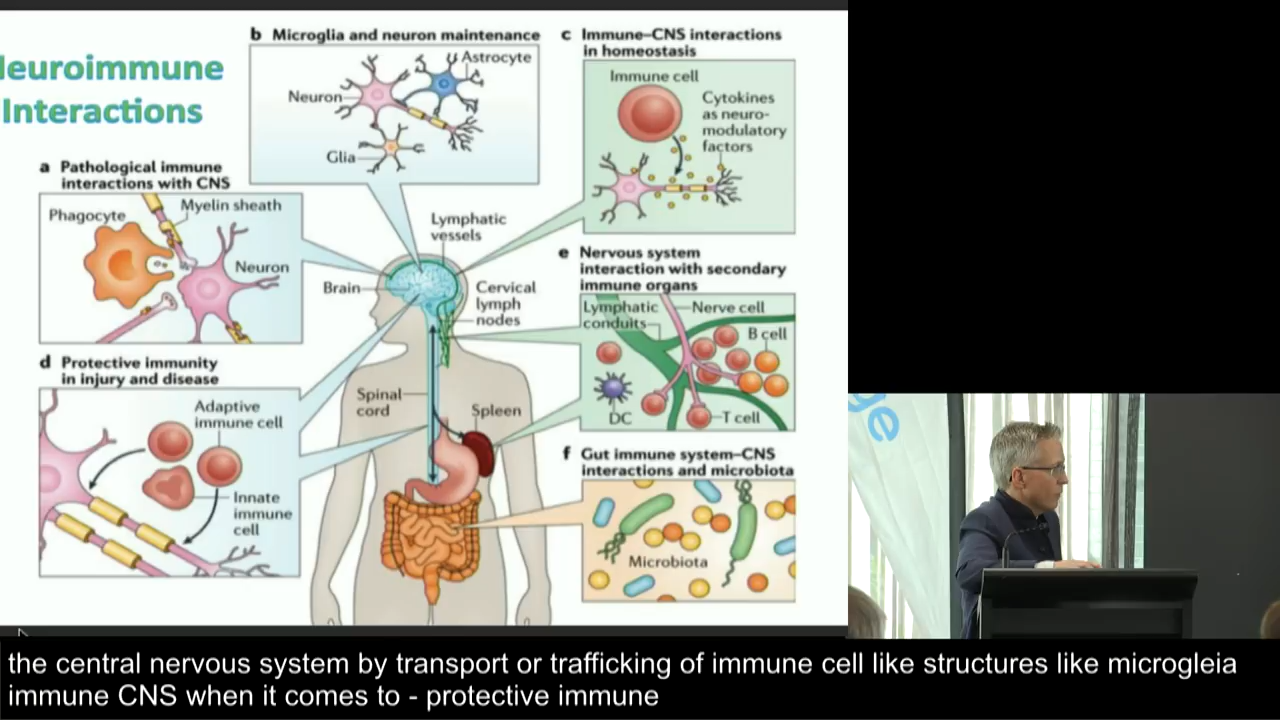 leuroimmune
Interactions
b Microglia and neuron maintenance
Astrocyte
Neuron
Glia
c Immune–CNS interactions
in homeostasis
Immune cell
Cytokines
as neuro-
modulatory
factors
a Pathological immune
interactions with CNS
Phagocyte
Myelin sheath
Neuron
Lymphatic
vessels
Brain
Cervical
lymph
nodes
e Nervous system
interaction with secondary
immune organs
Lymphatic
conduits
Nerve cell
B cell
DC
T cell
d Protective immunity
in injury and disease
Adaptive
immune cell
Innate
immune
cell
Spinal
cord
Spleen
f Gut immune system–CNS
interactions and microbiota
Microbiota
ge
the central nervous system by transport or trafficking of immune cell like structures like microgleia
immune CNS when it comes to - protective immune